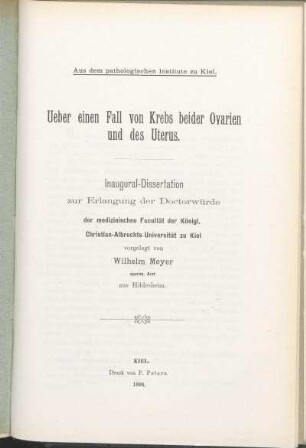 Aus dem pathologischen Institute zu Kiel.
Ueber einen Fall von Krebs beider Ovarien
und des Uterus.
Inaugural-Dissertation
zur Erlangung der Doctorwürde
der medizinischen Facultät der Königl.
Christian-Albrechts-Universität zu Kiel
vorgelegt von
Wilhelm Meyer
approb. Arzt
aus Hildesheim.
KIEL.
Druck von P. Peters.